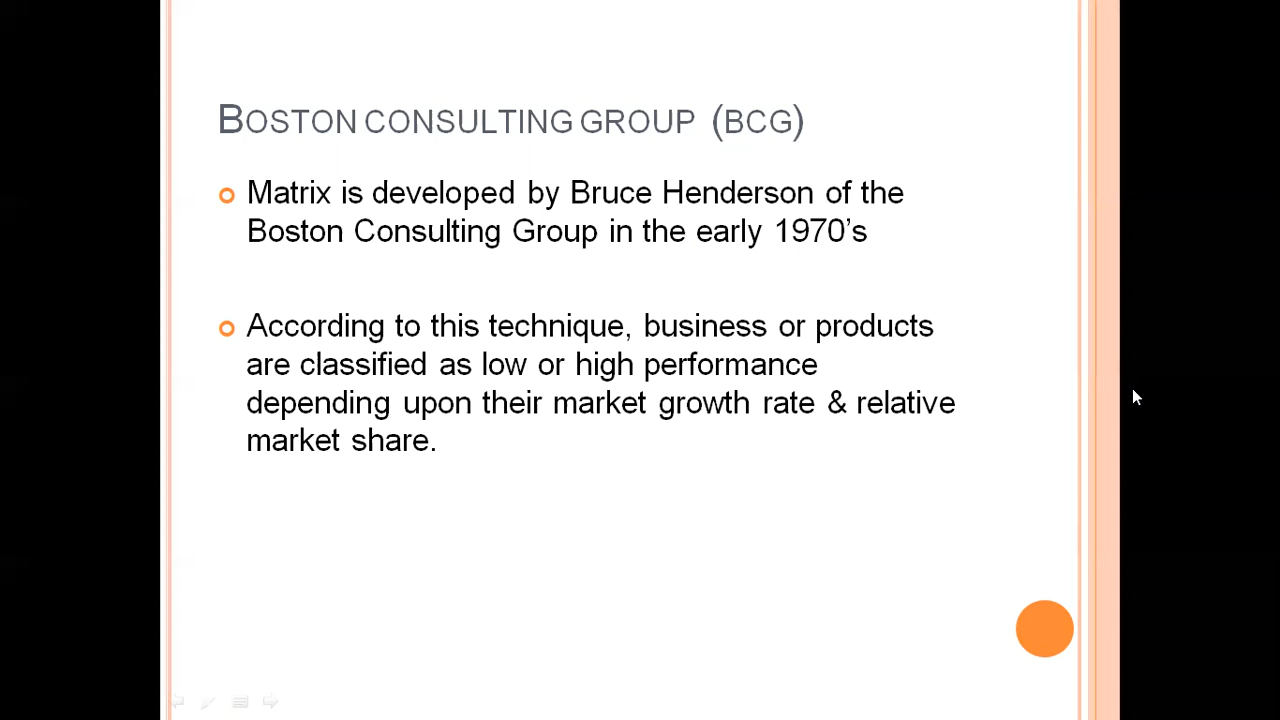 BOSTON CONSULTING GROUP (BCG)
Matrix is developed by Bruce Henderson of the
Boston Consulting Group in the early 1970’s
According to this technique, business or products
are classified as low or high performance
depending upon their market growth rate & relative
market share.